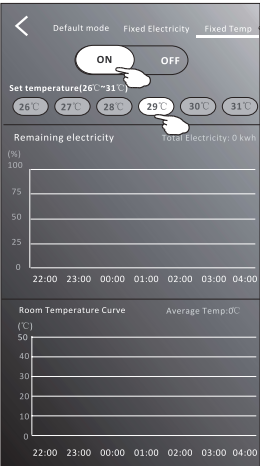 Default mode Fixed Electricity Fixed Temp
ON OFF
Set temperature(26℃~31℃)
26℃ 27℃ 28℃ 29℃ 30℃ 31℃
Remaining electricity Total Electricity: 0 kwh
(%)
100
75
50
25
0
22:00 23:00 00:00 01:00 02:00 03:00 04:00
Room Temperature Curve Average Temp:0℃
(℃)
50
40
30
20
10
0
22:00 23:00 00:00 01:00 02:00 03:00 04:00